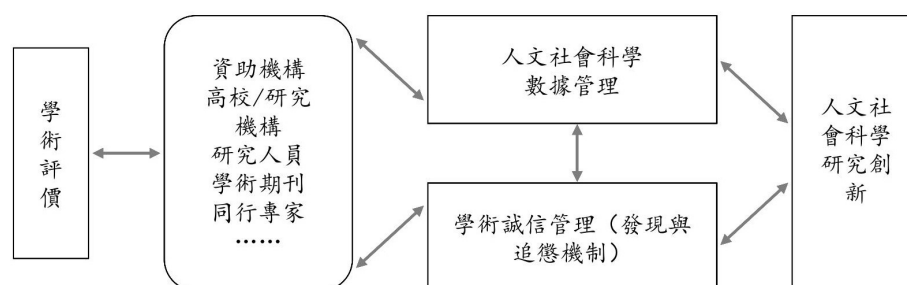 學
術
評
價
資助機構
高校/研究
機構
研究人員
學術期刊
同行專家
……
人文社會科學
數據管理
學術誠信管理（發現與
追懲機制）
人文社
會科學
研究創
新